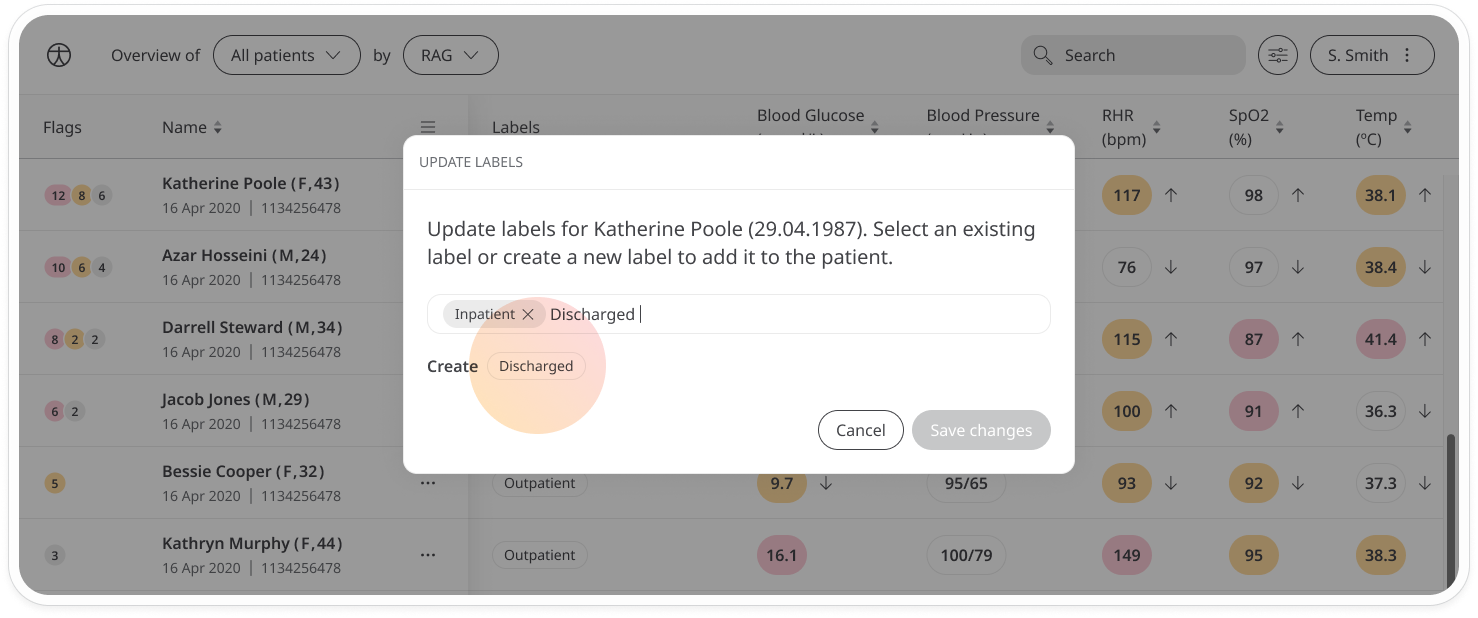 Overview of All patients by RAG Search S. Smith
Flags Name Labels Blood Glucose Blood Pressure RHR (bpm) SpO2 (%) Temp (ºC)
UPDATE LABELS
Update labels for Katherine Poole (29.04.1987). Select an existing
label or create a new label to add it to the patient.
Inpatient Discharged
Create Discharged
Cancel Save changes
12 8 6 Katherine Poole (F,43) 117 98 38.1
16 Apr 2020 | 1134256478
10 6 4 Azar Hosseini (M,24) 76 97 38.4
16 Apr 2020 | 1134256478
8 2 2 Darrell Steward (M,34) 115 87 41.4
16 Apr 2020 | 1134256478
6 2 Jacob Jones (M,29) 100 91 36.3
16 Apr 2020 | 1134256478
5 Bessie Cooper (F,32) Outpatient 9.7 95/65 93 92 37.3
16 Apr 2020 | 1134256478
3 Kathryn Murphy (F,44) Outpatient 16.1 100/79 149 95 38.3
16 Apr 2020 | 1134256478